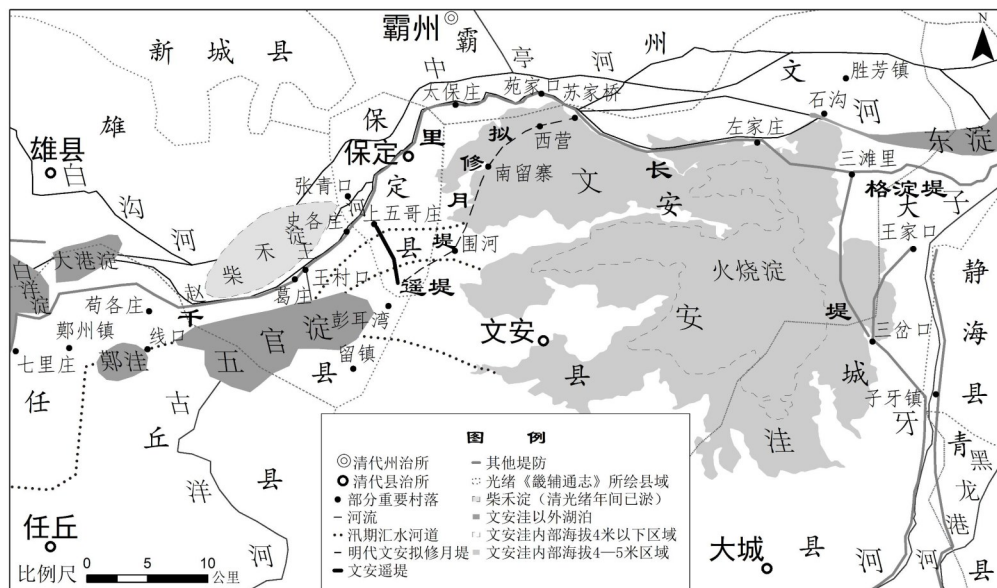 霸州
新城县
霸州
中亭河
N
文
胜芳镇
石沟
河
东淀
雄
雄县
白沟河
保定县
保定
太保庄
苑家口
苏家桥
西营
左家庄
千里长堤
拟修月堤
南留寨
文安县
文安洼
三滩里
格淀堤
大城县
子牙河
王家口
静海县
张青口
史各庄
上五哥庄
围河
火烧淀
柴禾淀
大港淀
白洋淀
赵王河
葛庄
王村口
遥堤
苟各庄
鄚州镇
线口
七里庄
鄚洼
五官淀
彭耳湾
留镇
文安
三岔口
子牙镇
任丘县
古洋河
任丘
大城
青县
黑龙港河
图 例
清代州治所
清代县治所
部分重要村落
河流
汛期汇水河道
明代文安拟修月堤
文安遥堤
其他堤防
光绪《畿辅通志》所绘县域
柴禾淀（清光绪年间已淤）
文安洼以外湖泊
文安洼内部海拔4米以下区域
文安洼内部海拔4—5米区域
比例尺 0 5 10 公里